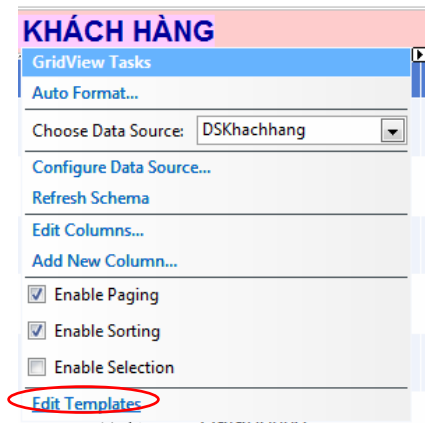 KHÁCH HÀNG
GridView Tasks
Auto Format...
Choose Data Source: DSKhachhang
Configure Data Source...
Refresh Schema
Edit Columns...
Add New Column...
Enable Paging
Enable Sorting
Enable Selection
Edit Templates